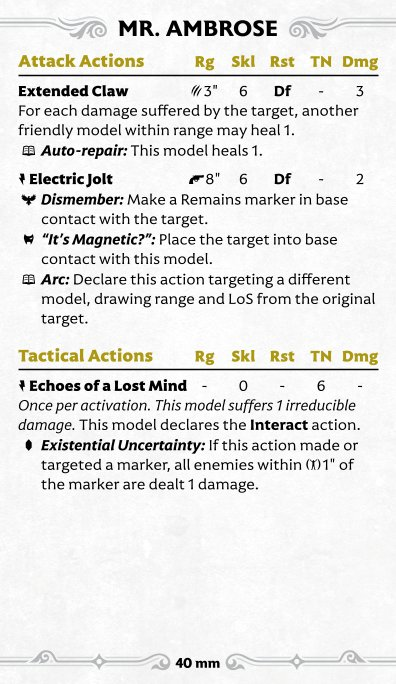 MR. AMBROSE
Attack Actions Rg Skl Rst TN Dmg
Extended Claw 3" 6 Df - 3
For each damage suffered by the target, another
friendly model within range may heal 1.
Auto-repair: This model heals 1.
Electric Jolt 8" 6 Df - 2
Dismember: Make a Remains marker in base
contact with the target.
“It’s Magnetic?”: Place the target into base
contact with this model.
Arc: Declare this action targeting a different
model, drawing range and LoS from the original
target.
Tactical Actions Rg Skl Rst TN Dmg
Echoes of a Lost Mind - 0 - 6 -
Once per activation. This model suffers 1 irreducible
damage. This model declares the Interact action.
Existential Uncertainty: If this action made or
targeted a marker, all enemies within 1" of
the marker are dealt 1 damage.
40 mm